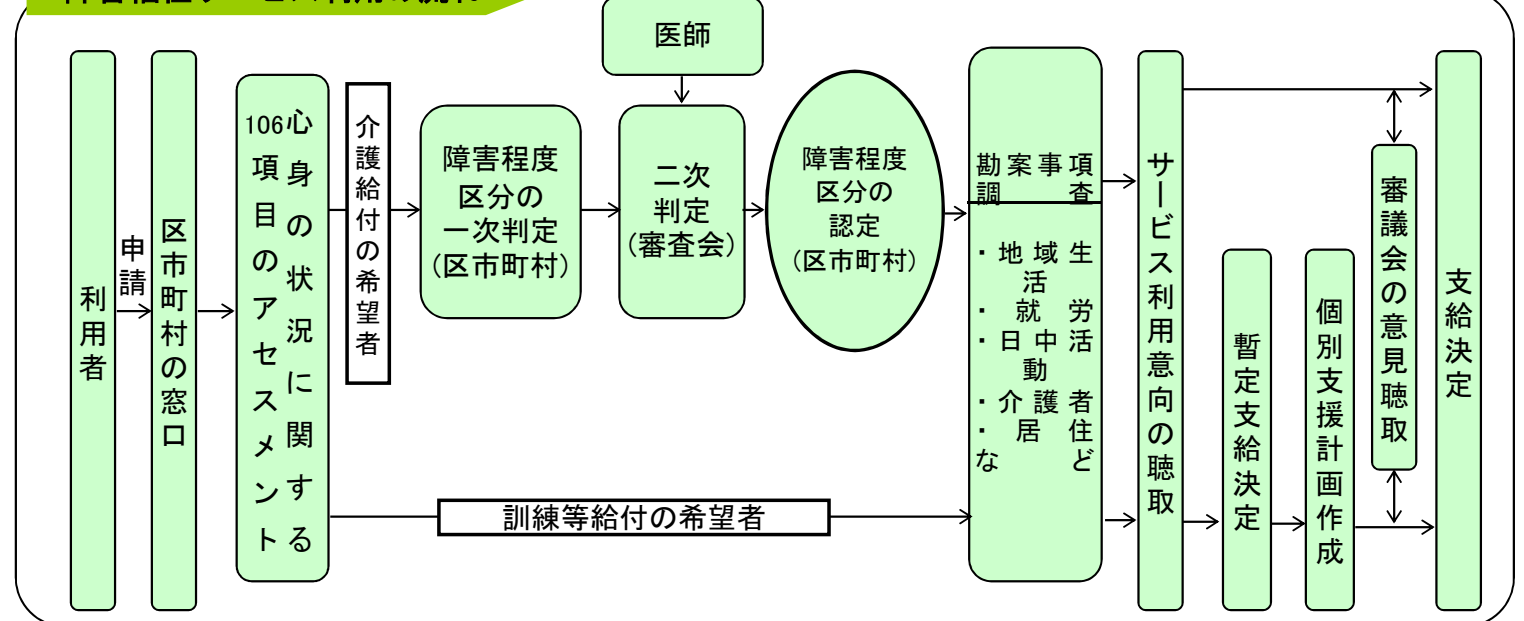 医師
利用者
申請
区市町村の窓口
心身の状況に関する
106項目のアセスメント
介護給付の希望者
障害程度
区分の
一次判定
(区市町村)
二次
判定
(審査会)
障害程度
区分の
認定
(区市町村)
訓練等給付の希望者
勘案事項
調査
・地域生
活
・就労
・日中活
動
・介護者
・居住
など
サービス利用意向の聴取
暫定支給決定
個別支援計画作成
審議会の意見聴取
支給決定